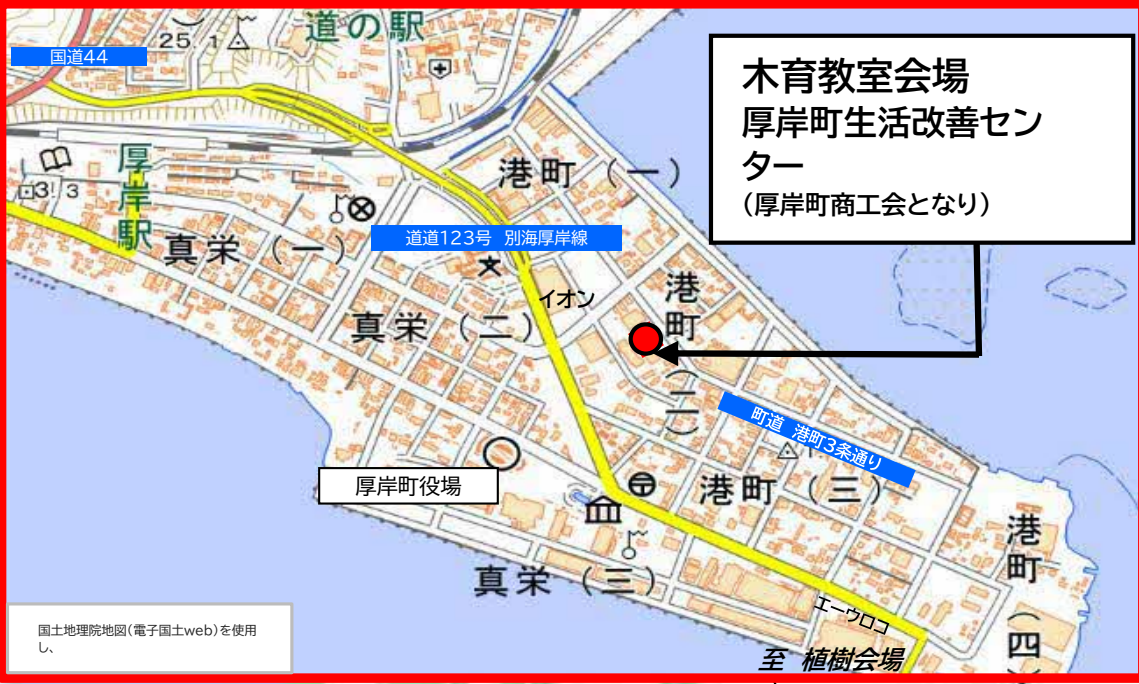 道の駅
25.1
国道44
木育教室会場
厚岸町生活改善セン
ター
(厚岸町商工会となり)
厚岸駅
3.3
港町(一)
真栄(一)
道道123号 別海厚岸線
イオン
真栄(二)
港町(二)
町道 港町3条通り
厚岸町役場
港町(三)
真栄(三)
エーウロコ
港町(四)
至 植樹会場
国土地理院地図(電子国土web)を使用
し、